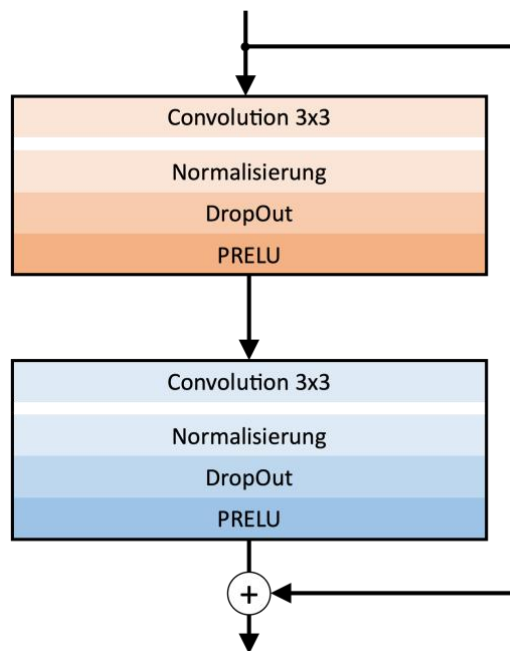 Convolution 3x3
Normalisierung
DropOut
PRELU
Convolution 3x3
Normalisierung
DropOut
PRELU
+